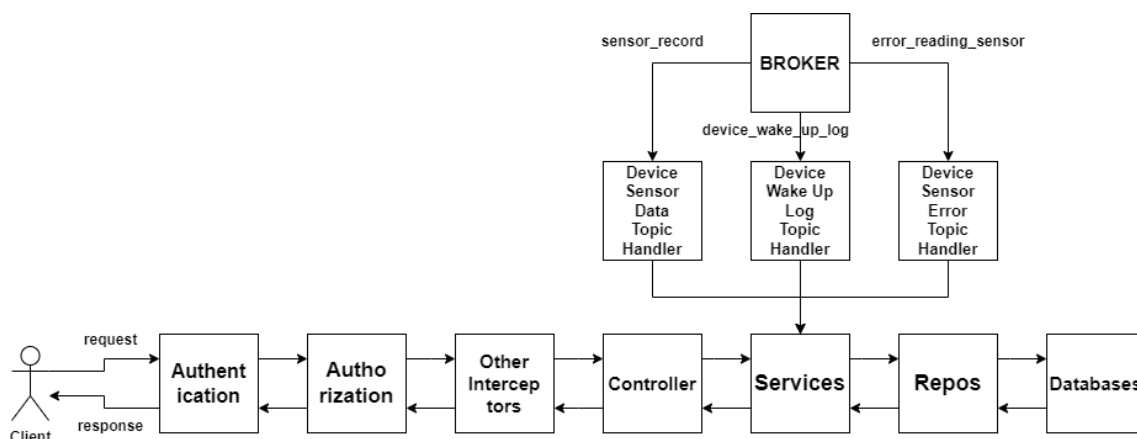 sensor_record
BROKER
error_reading_sensor
device_wake_up_log
Device
Sensor
Data
Topic
Handler
Device
Wake Up
Log
Topic
Handler
Device
Sensor
Error
Topic
Handler
request
Authent
ication
Autho
rization
Other
Intercep
tors
Controller
Services
Repos
Databases
response
Client